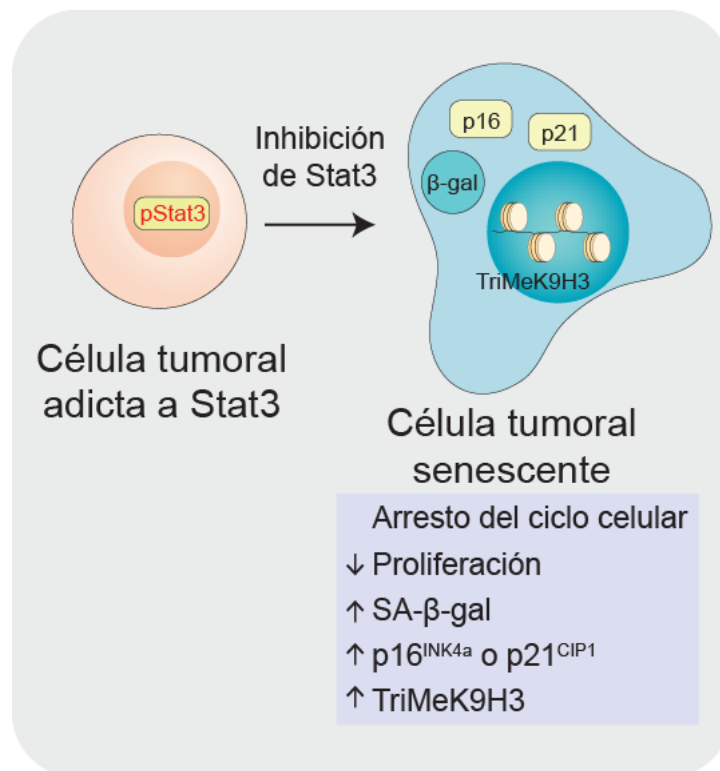 pStat3
Célula tumoral
adicta a Stat3
Inhibición
de Stat3
p16
p21
β-gal
TriMeK9H3
Célula tumoral
senescente
Arresto del ciclo celular
↓ Proliferación
↑ SA-β-gal
↑ p16INK4a o p21CIP1
↑ TriMeK9H3